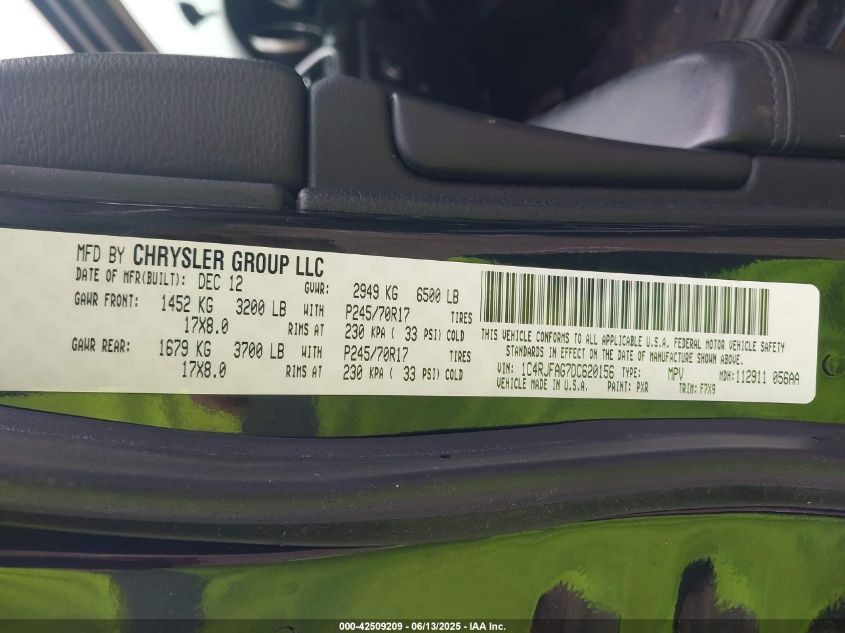 MFD BY CHRYSLER GROUP LLC
DATE OF MFR(BUILT): DEC 12 GVWR: 2949 KG 6500 LB
GAWR FRONT: 1452 KG 3200 LB WITH P245/70R17 TIRES
17X8.0 RIMS AT 230 KPA ( 33 PSI) COLD
GAWR REAR: 1679 KG 3700 LB WITH P245/70R17 TIRES
17X8.0 RIMS AT 230 KPA ( 33 PSI) COLD
THIS VEHICLE CONFORMS TO ALL APPLICABLE U.S.A. FEDERAL MOTOR VEHICLE SAFETY
STANDARDS IN EFFECT ON THE DATE OF MANUFACTURE SHOWN ABOVE.
VIN: 1C4RJFAG7DC620156 TYPE: MPV MDH: 112911 056AA
VEHICLE MADE IN U.S.A. PAINT: PXR TRIM: F7X9
000-42509209 - 06/13/2025 - IAA Inc.